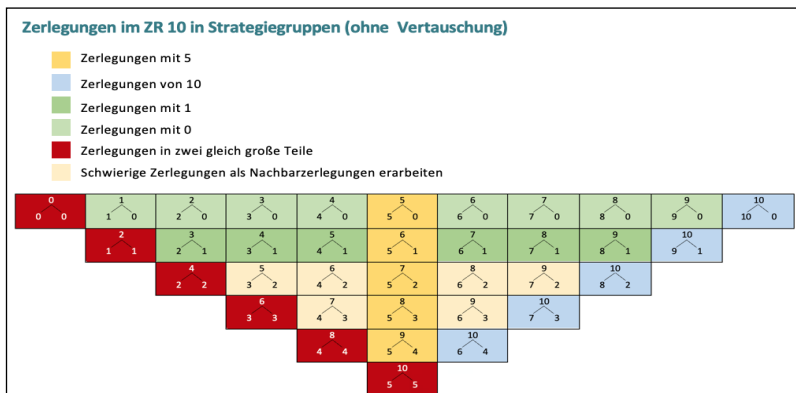 Zerlegungen im ZR 10 in Strategiegruppen (ohne Vertauschung)
Zerlegungen mit 5
Zerlegungen von 10
Zerlegungen mit 1
Zerlegungen mit 0
Zerlegungen in zwei gleich große Teile
Schwierige Zerlegungen als Nachbarzerlegungen erarbeiten
0 1 2 3 4 5 6 7 8 9 10
0 0 1 0 2 0 3 0 4 0 5 0 6 0 7 0 8 0 9 0 10 0
2 3 4 5 6 7 8 9 10
1 1 2 1 3 1 4 1 5 1 6 1 7 1 8 1 9 1
4 5 6 7 8 9 10
2 2 3 2 4 2 5 2 6 2 7 2 8 2
6 7 8 9 10
3 3 4 3 5 3 6 3 7 3
8 9 10
4 4 5 4 6 4
10
5 5